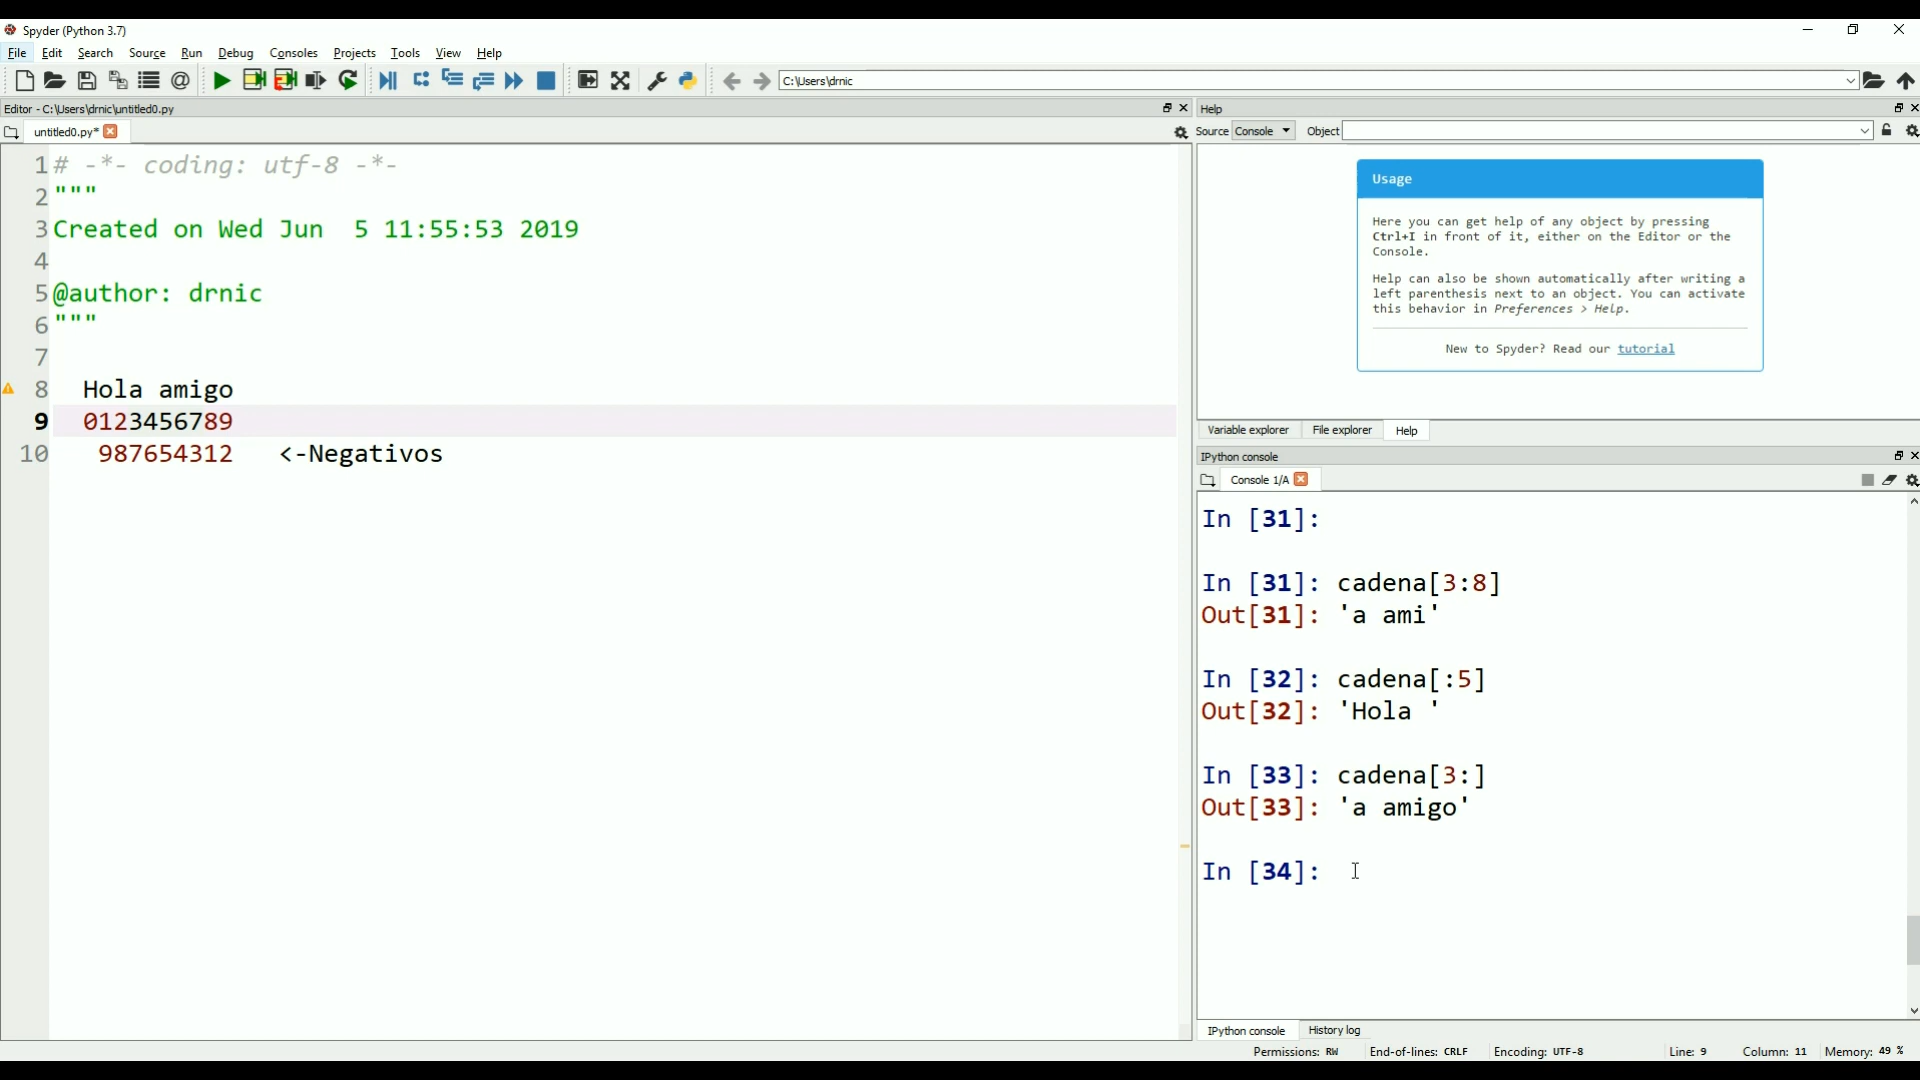 Spyder (Python 3.7)
File Edit Search Source Run Debug Consoles Projects Tools View Help
C:\Users\drnic
Editor - C:\Users\drnic\untitled0.py
untitled0.py*
1 # -*- coding: utf-8 -*-
2 """
3 Created on Wed Jun  5 11:55:53 2019
4
5 @author: drnic
6 """
7
8 Hola amigo
9 0123456789
10 987654312   <-Negativos
Help
Source Console Object
Usage
Here you can get help of any object by pressing
Ctrl+I in front of it, either on the Editor or the
Console.
Help can also be shown automatically after writing a
left parenthesis next to an object. You can activate
this behavior in Preferences > Help.
New to Spyder? Read our tutorial
Variable explorer File explorer Help
IPython console
Console 1/A
In [31]:
In [31]: cadena[3:8]
Out[31]: 'a ami'
In [32]: cadena[:5]
Out[32]: 'Hola '
In [33]: cadena[3:]
Out[33]: 'a amigo'
In [34]:
IPython console History log
Permissions: RW End-of-lines: CRLF Encoding: UTF-8 Line: 9 Column: 11 Memory: 49 %